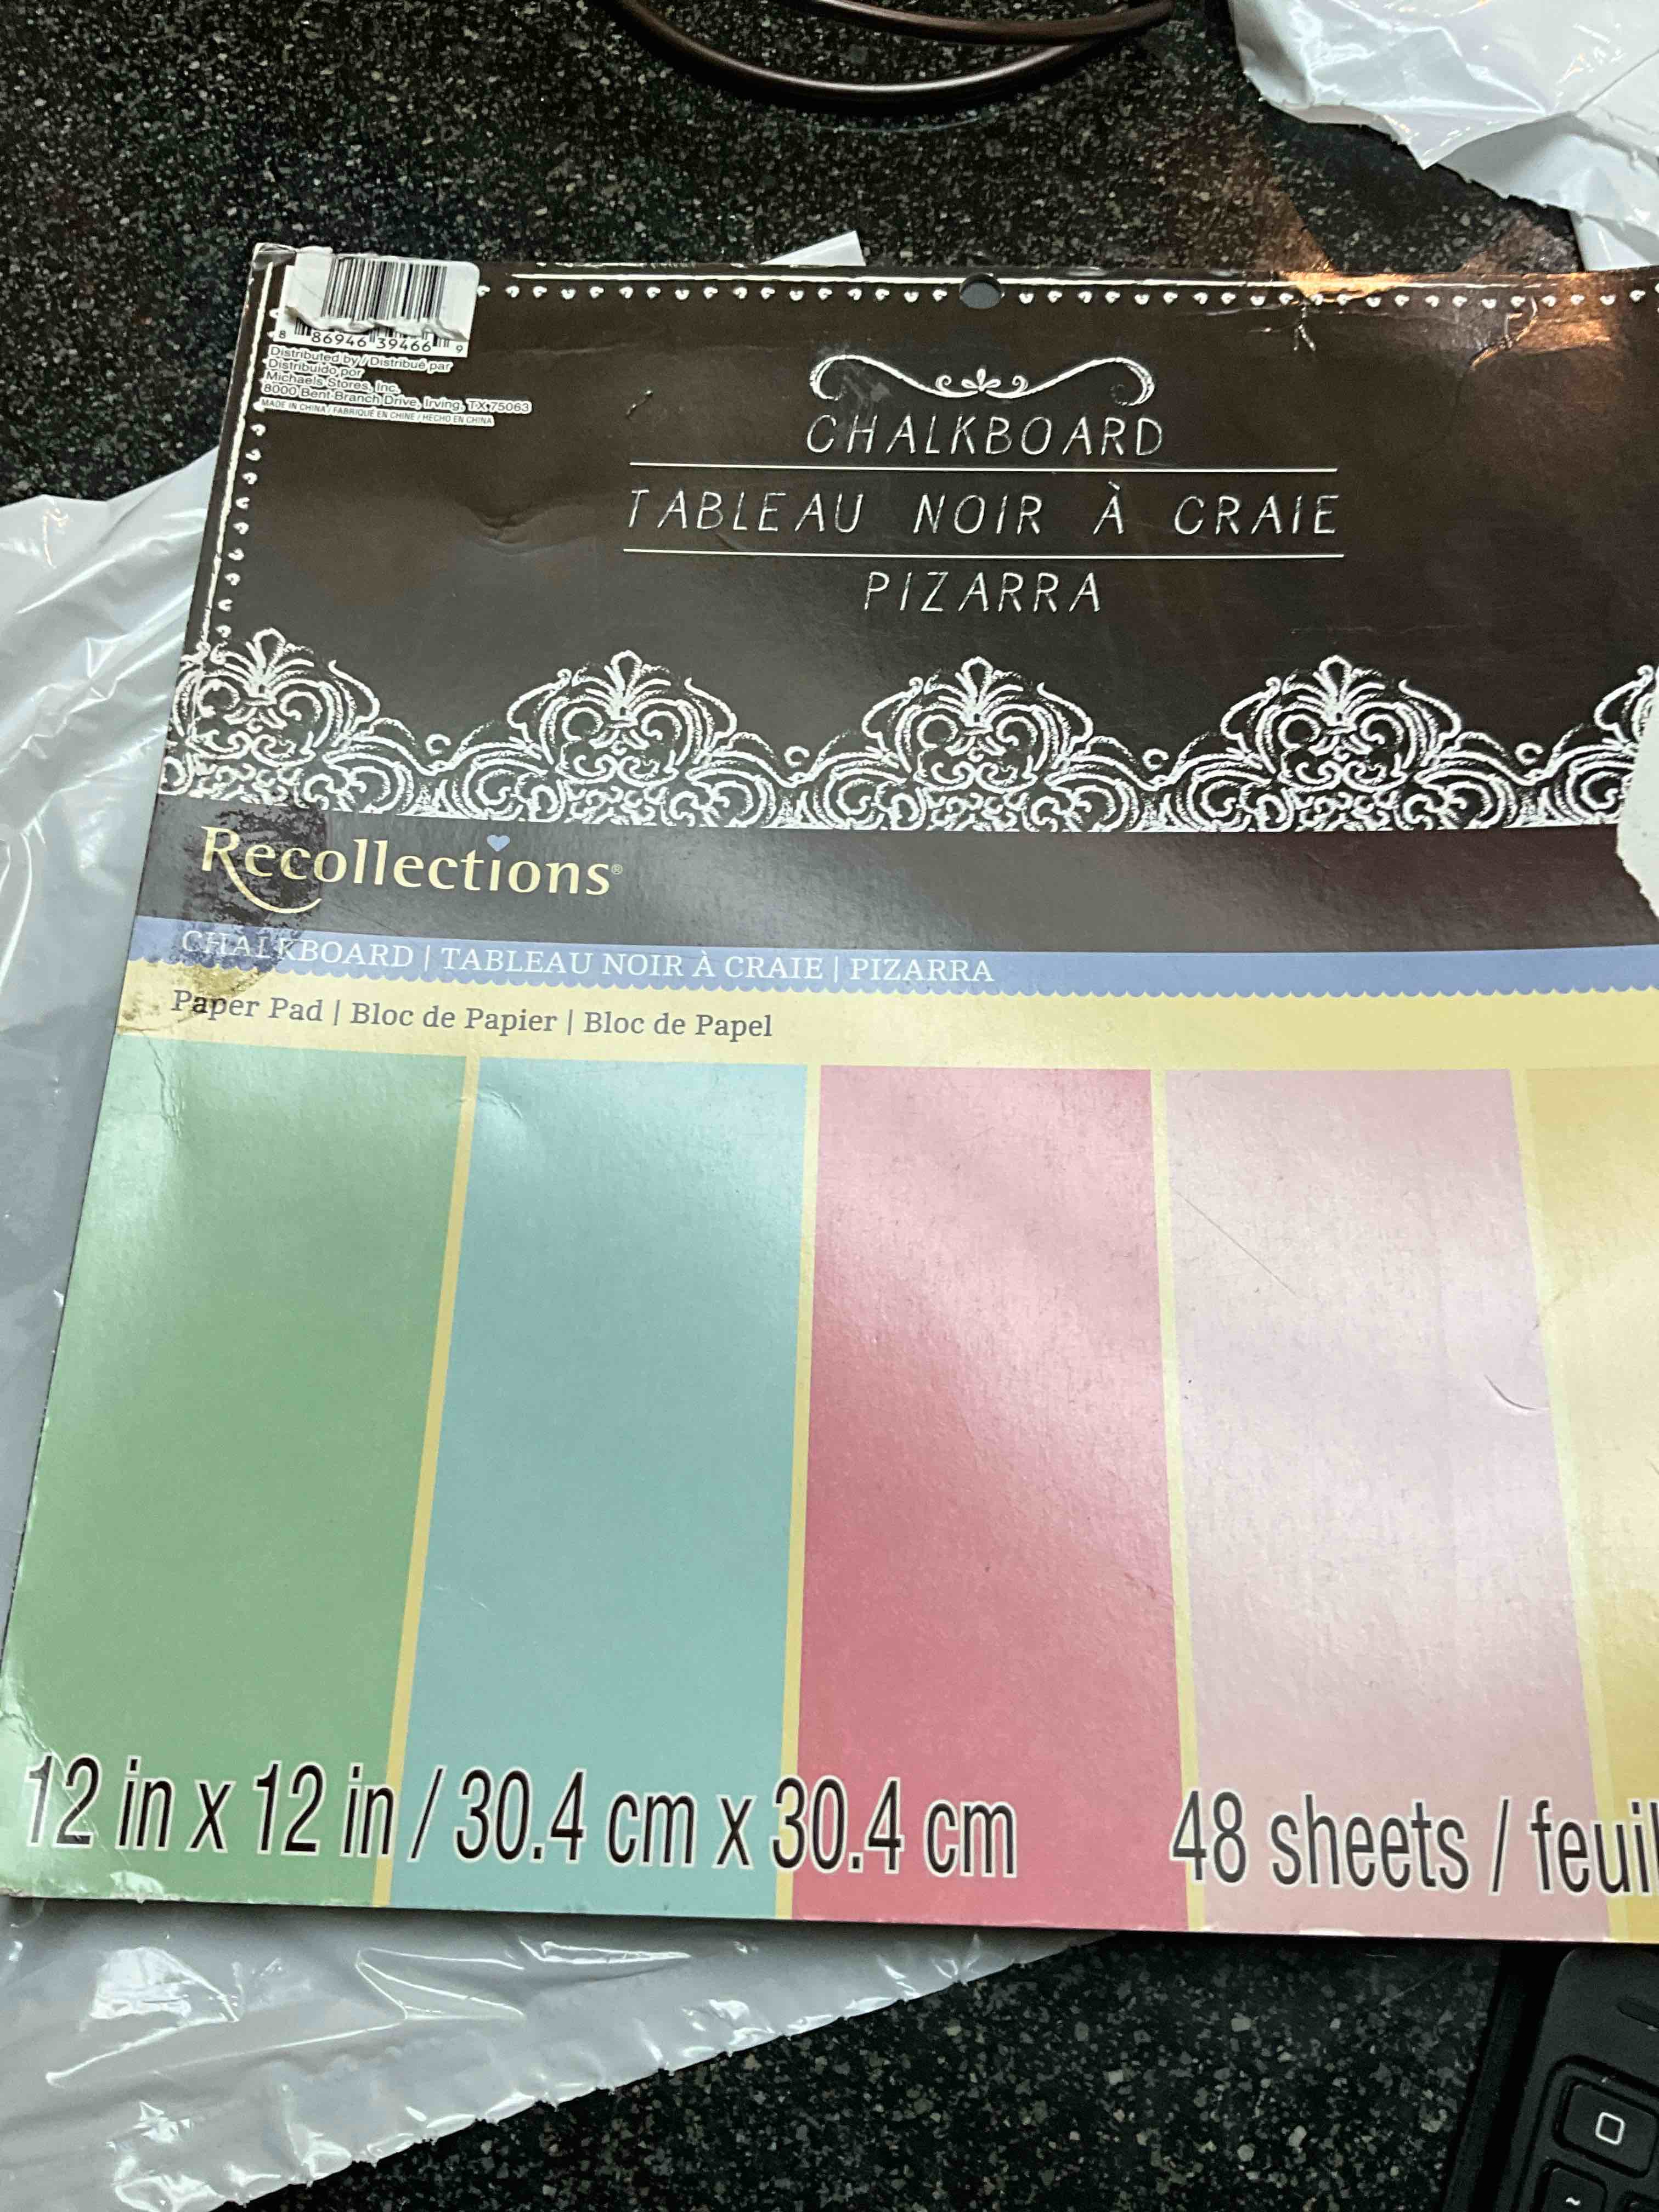 8 86946 39466 9
Distributed by / Distribué par
Distribuido por
Michaels Stores, Inc.
8000 Bent Branch Drive, Irving, TX 75063
MADE IN CHINA / FABRIQUÉ EN CHINE / HECHO EN CHINA
CHALKBOARD
TABLEAU NOIR À CRAIE
PIZARRA
Recollections®
CHALKBOARD | TABLEAU NOIR À CRAIE | PIZARRA
Paper Pad | Bloc de Papier | Bloc de Papel
12 in x 12 in / 30.4 cm x 30.4 cm 48 sheets / feuil